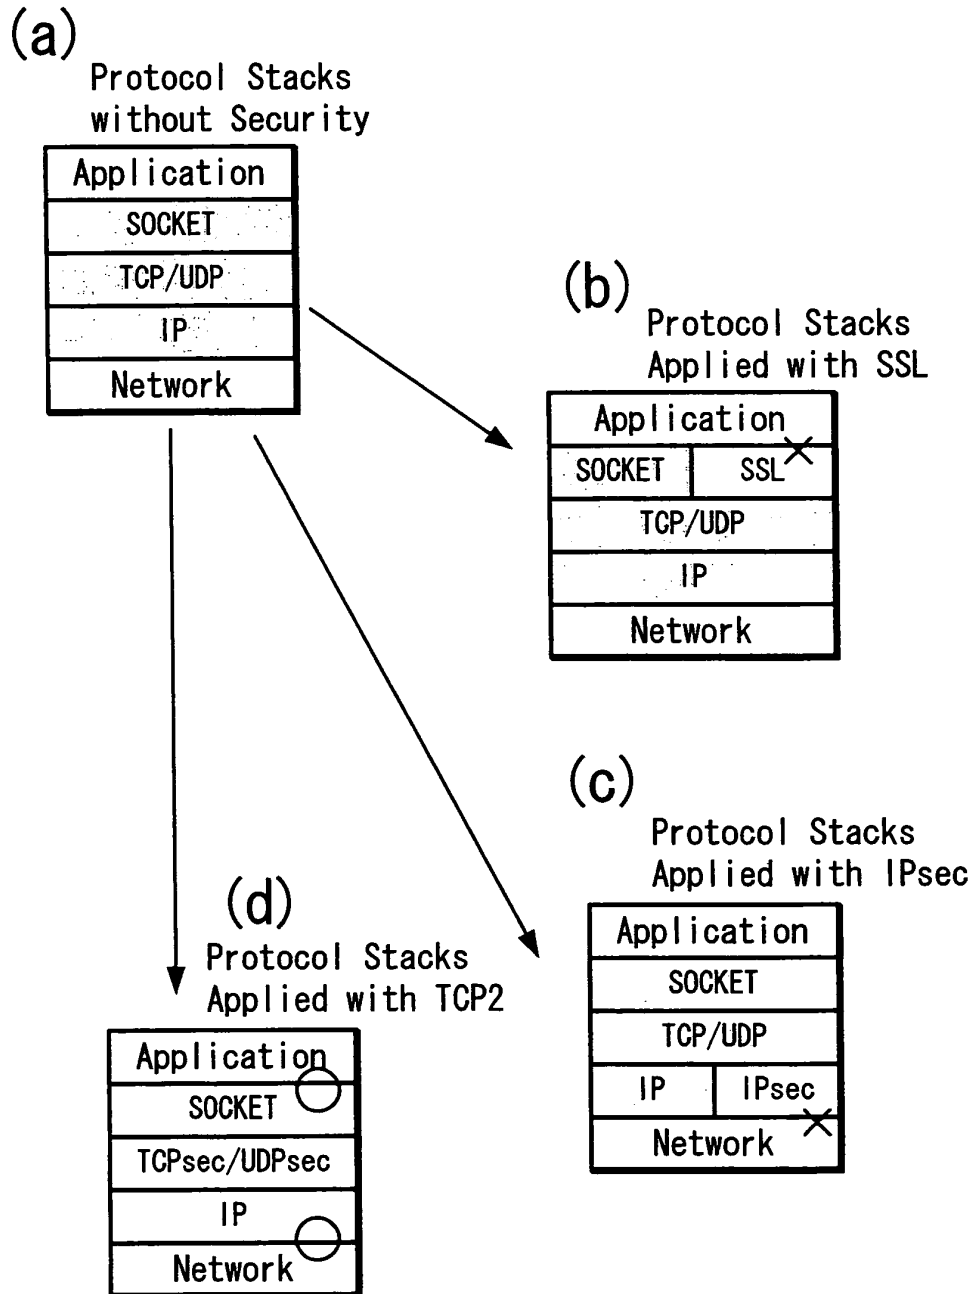 (a)
Protocol Stacks
without Security
Application
SOCKET
TCP/UDP
IP
Network
(b)
Protocol Stacks
Applied with SSL
Application
SOCKET SSL
TCP/UDP
IP
Network
(c)
Protocol Stacks
Applied with IPsec
Application
SOCKET
TCP/UDP
IP IPsec
Network
(d)
Protocol Stacks
Applied with TCP2
Application
SOCKET
TCPsec/UDPsec
IP
Network